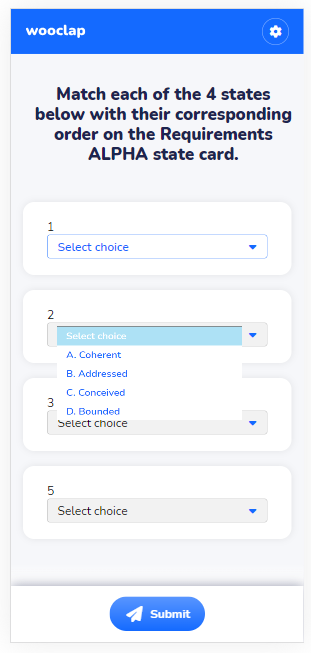 wooclap
Match each of the 4 states
below with their corresponding
order on the Requirements
ALPHA state card.
1
Select choice
2
Select choice
A. Coherent
B. Addressed
C. Conceived
D. Bounded
3
Select choice
5
Select choice
Submit